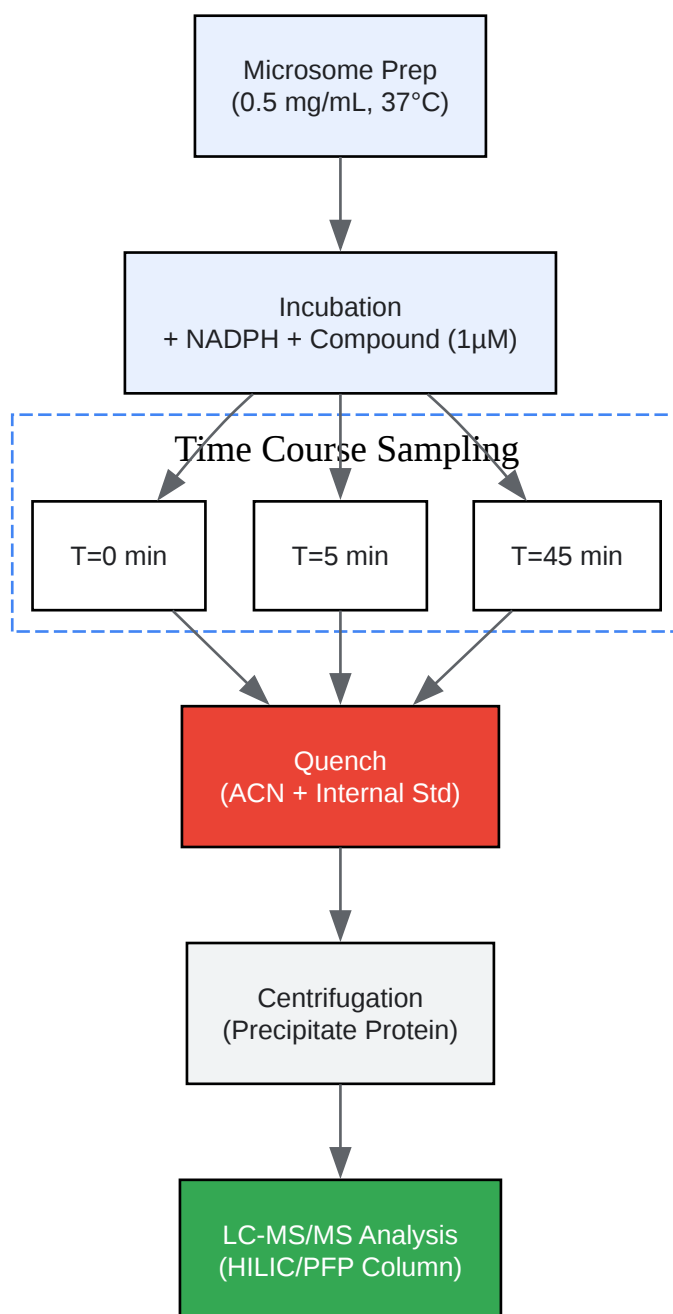 Microsome Prep
(0.5 mg/mL, 37°C)
Incubation
+ NADPH + Compound (1µM)
Time Course Sampling
T=0 min
T=5 min
T=45 min
Quench
(ACN + Internal Std)
Centrifugation
(Precipitate Protein)
LC-MS/MS Analysis
(HILIC/PFP Column)